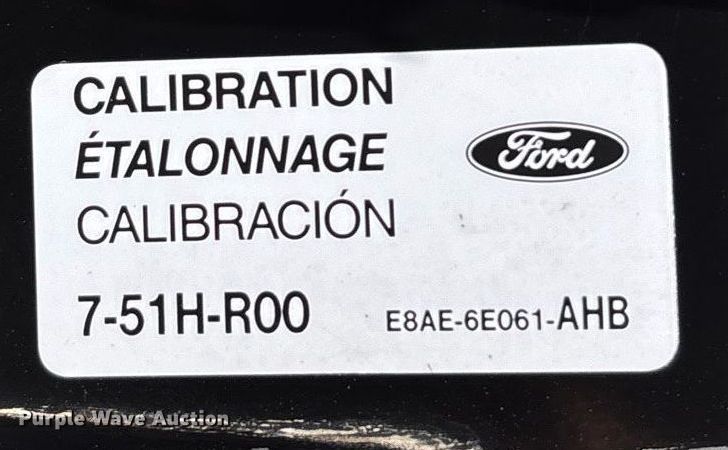 CALIBRATION
ÉTALONNAGE
Ford
CALIBRACIÓN
7-51H-R00 E8AE-6E061-AHB
Purple Wave Auction